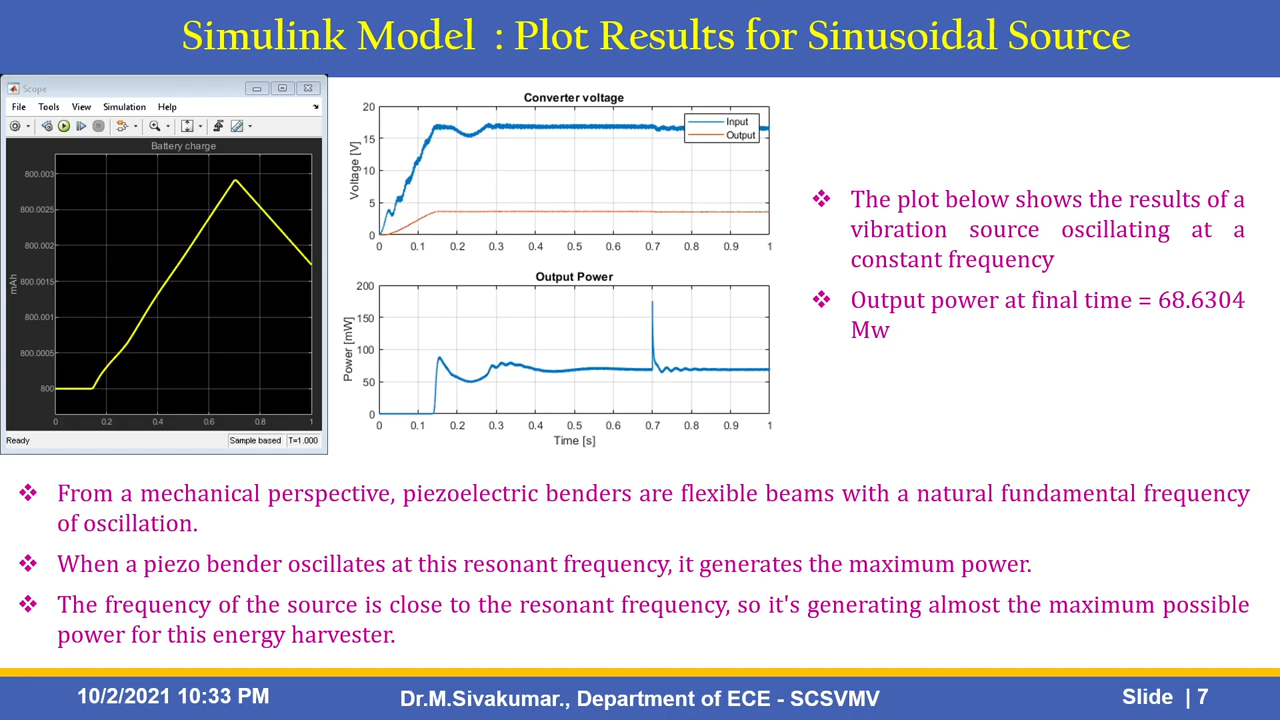 Simulink Model : Plot Results for Sinusoidal Source
Scope
File Tools View Simulation Help
Battery charge
800.003
800.0025
800.002
800.0015
800.001
800.0005
800
mAh
0 0.2 0.4 0.6 0.8 1
Ready Sample based T=1.000
Converter voltage
20
15
10
5
0
Voltage [V]
Input
Output
0 0.1 0.2 0.3 0.4 0.5 0.6 0.7 0.8 0.9 1
Output Power
200
150
100
50
0
Power [mW]
0 0.1 0.2 0.3 0.4 0.5 0.6 0.7 0.8 0.9 1
Time [s]
❖ The plot below shows the results of a
vibration source oscillating at a
constant frequency
❖ Output power at final time = 68.6304
Mw
❖ From a mechanical perspective, piezoelectric benders are flexible beams with a natural fundamental frequency
of oscillation.
❖ When a piezo bender oscillates at this resonant frequency, it generates the maximum power.
❖ The frequency of the source is close to the resonant frequency, so it's generating almost the maximum possible
power for this energy harvester.
10/2/2021 10:33 PM Dr.M.Sivakumar., Department of ECE - SCSVMV Slide | 7